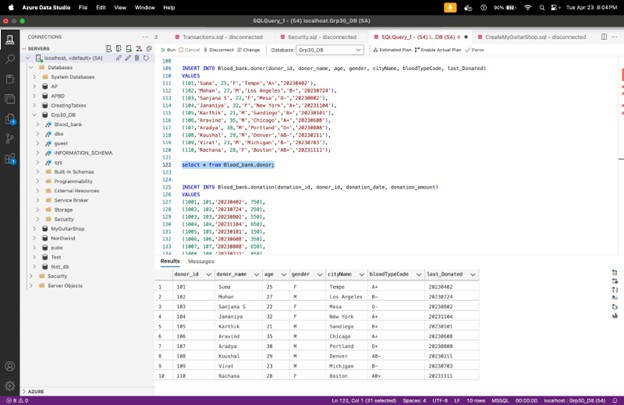 Azure Data Studio File Edit View Window Help 90% Tue Apr 25 8:04 PM
SQLQuery_1 - (54) localhost.Grp30_DB (SA)
CONNECTIONS
Transactions.sql - disconnected Security.sql - disconnected SQLQuery_1 - (54) l...DB (SA) CreateMyGuitarShop.sql - disconnected
SERVERS
Run Cancel Disconnect Change Database: Grp30_DB Estimated Plan Enable Actual Plan Parse
localhost, <default> (SA)
Databases
System Databases
AP
APBD
CreatingTables
Grp30_DB
Blood_bank
dbo
guest
INFORMATION_SCHEMA
sys
Built-in Schemas
Programmability
External Resources
Service Broker
Storage
Security
MyGuitarShop
Northwind
pubs
Test
test_db
Security
Server Objects
AZURE
108
109 INSERT INTO Blood_bank.donor(donor_id, donor_name, age, gender, cityName, bloodTypeCode, last_Donated)
110 VALUES
111 (101,'Suma', 25,'F','Tempe','A+','20230402'),
112 (102,'Mohan', 27,'M','Los Angeles','B-','20230724'),
113 (103,'Sanjana S', 22,'F','Mesa','O-','20230802'),
114 (104,'Jananiya', 32,'F','New York','A+','20231104'),
115 (105,'Karthik', 21,'M','Sandiego','B+','20230101'),
116 (106,'Aravind', 35,'M','Chicago','A+','20230608'),
117 (107,'Aradya', 30,'M','Portland','O+','20230808'),
118 (108,'Koushal', 29,'M','Denver','AB-','20230211'),
119 (109,'Virat', 23,'M','Michigan','B-','20230703'),
120 (110,'Rachana', 28,'F','Boston','AB+','20231111');
121
122 select * from Blood_bank.donor;
123
124
125 INSERT INTO Blood_bank.donation(donation_id, donor_id, donation_date, donation_amount)
126 VALUES
127 (1001, 101,'20230402', 750),
128 (1002, 102,'20230724', 250),
129 (1003, 103,'20230802', 550),
130 (1004, 104,'20231104', 650),
131 (1005, 105,'20230101', 150),
132 (1006, 106,'20230608', 350),
133 (1007, 107,'20230808', 650),
Results Messages
donor_id donor_name age gender cityName bloodTypeCode last_Donated
1 101 Suma 25 F Tempe A+ 20230402
2 102 Mohan 27 M Los Angeles B- 20230724
3 103 Sanjana S 22 F Mesa O- 20230802
4 104 Jananiya 32 F New York A+ 20231104
5 105 Karthik 21 M Sandiego B+ 20230101
6 106 Aravind 35 M Chicago A+ 20230608
7 107 Aradya 30 M Portland O+ 20230808
8 108 Koushal 29 M Denver AB- 20230211
9 109 Virat 23 M Michigan B- 20230703
10 110 Rachana 28 F Boston AB+ 20231111
Ln 122, Col 1 (31 selected) Spaces: 4 UTF-8 LF 10 rows MSSQL 00:00:00 localhost : Grp30_DB (54)